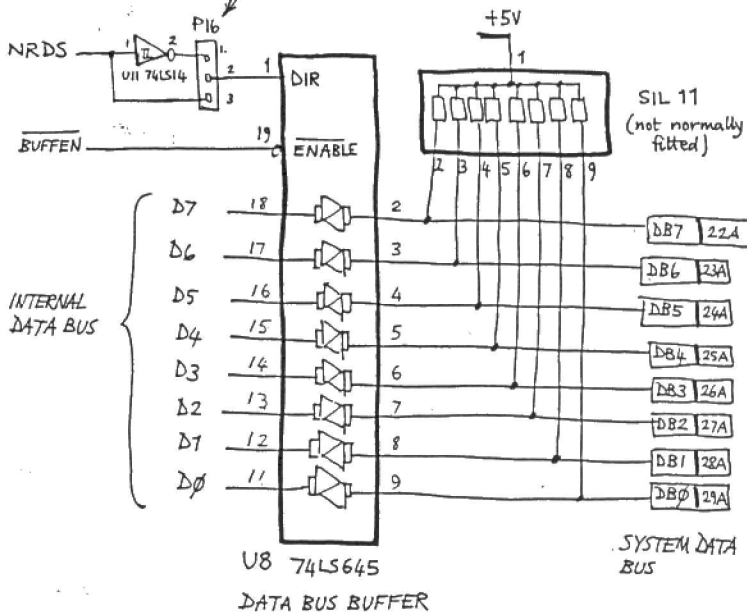 +5V
P16
NRDS
1
2
1.
2
3
U11 74LS14
1
DIR
1
SIL 11
(not normally
fitted)
BUFFEN
19
ENABLE
2 3 4 5 6 7 8 9
D7 18 2 DB7 22A
D6 17 3 DB6 23A
D5 16 4 DB5 24A
D4 15 5 DB4 25A
D3 14 6 DB3 26A
D2 13 7 DB2 27A
D1 12 8 DB1 28A
DØ 11 9 DBØ 29A
INTERNAL
DATA BUS
U8 74LS645
DATA BUS BUFFER
SYSTEM DATA
BUS